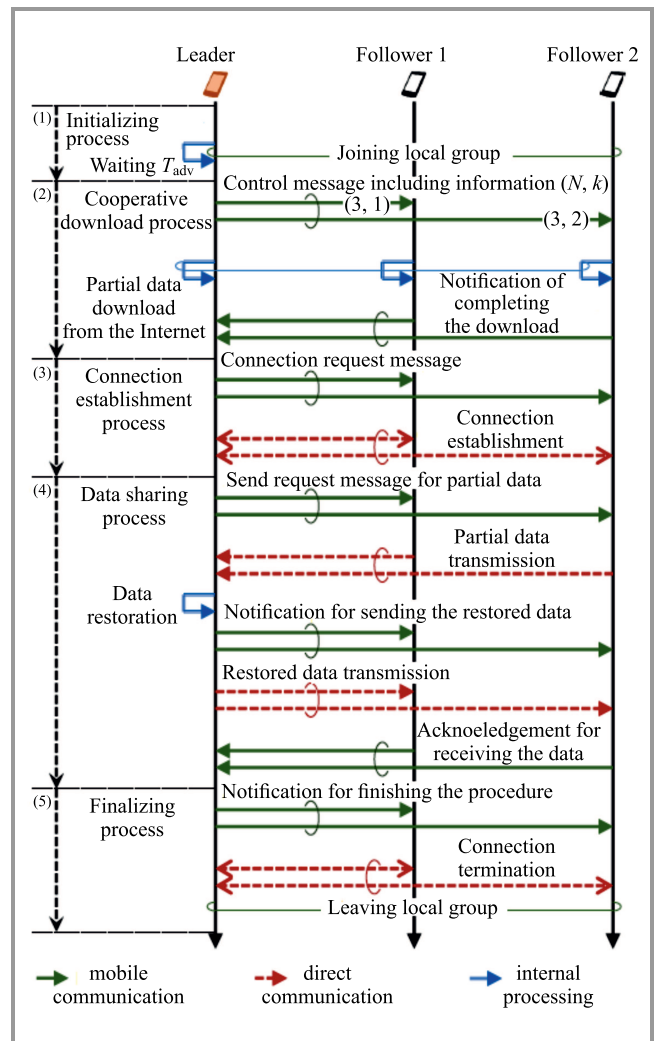 Leader
Follower 1
Follower 2
(1)
Initializing
process
Waiting Tadv
Joining local group
(2)
Control message including information (N, k)
Cooperative
download process
(3, 1)
(3, 2)
Partial data
download
from the Internet
Notification of
completing
the download
(3)
Connection request message
Connection
establishment
process
Connection
establishment
(4)
Send request message for partial data
Data sharing
process
Partial data
transmission
Data
restoration
Notification for sending the restored data
Restored data transmission
Acknoeledgement for
receiving the data
(5)
Notification for finishing the procedure
Finalizing
process
Connection
termination
Leaving local group
mobile
communication
direct
communication
internal
processing